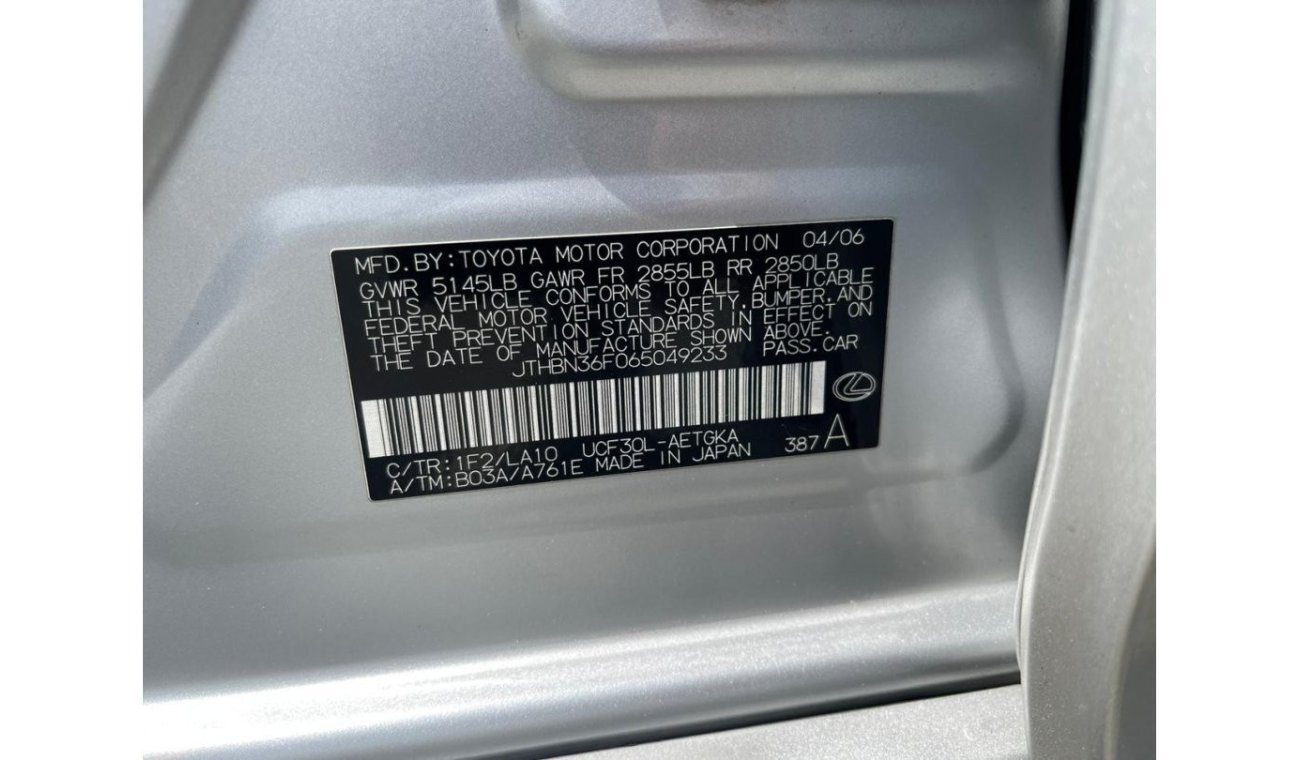 MFD.BY:TOYOTA MOTOR CORPORATION 04/06
GVWR 5145LB GAWR FR 2855LB RR 2850LB
THIS VEHICLE CONFORMS TO ALL APPLICABLE
FEDERAL MOTOR VEHICLE SAFETY,BUMPER,AND
THEFT PREVENTION STANDARDS IN EFFECT ON
THE DATE OF MANUFACTURE SHOWN ABOVE.
JTHBN36F065049233 PASS.CAR
C/TR:1F2/LA10 UCF30L-AETGKA 387 A
A/TM:B03A/A761E MADE IN JAPAN